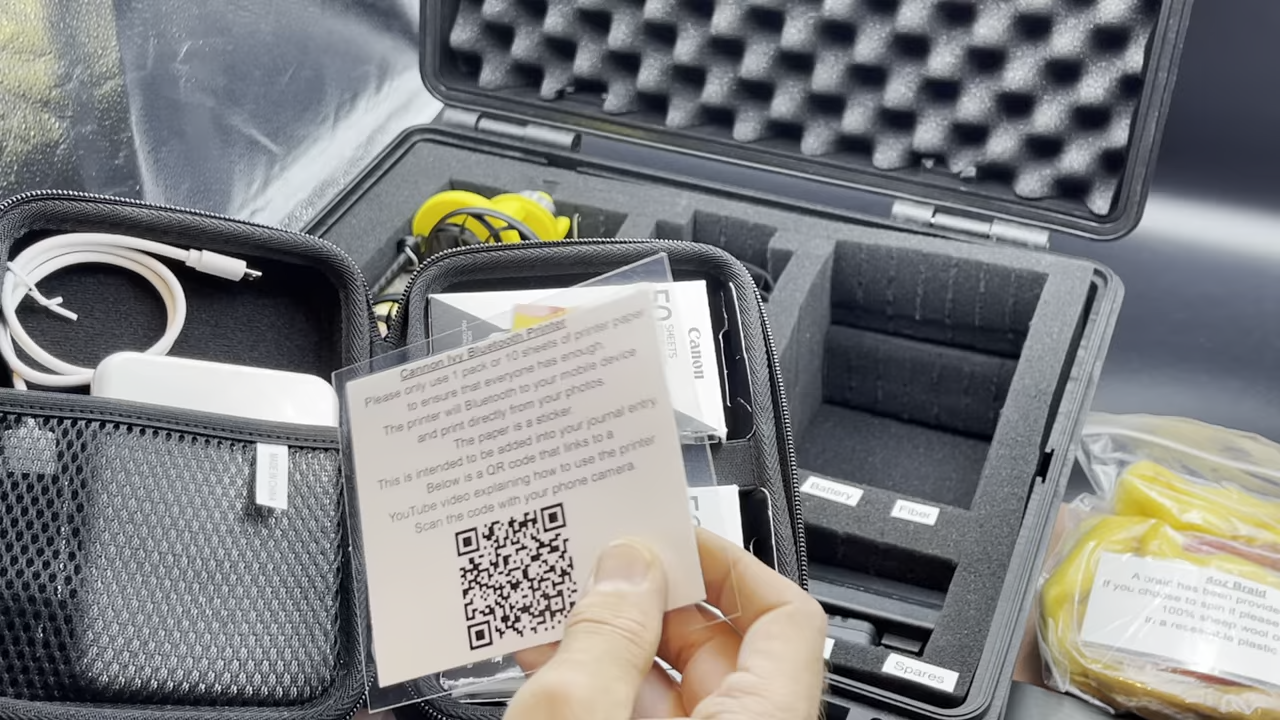 Cannon Ivy Bluetooth Printer
Please only use 1 pack or 10 sheets of printer paper
to ensure that everyone has enough.
The printer will Bluetooth to your mobile device
and print directly from your photos.
The paper is a sticker.
This is intended to be added into your journal entry.
Below is a QR code that links to a
YouTube video explaining how to use the printer
Scan the code with your phone camera
50
SHEETS
Canon
MADE IN CHINA
Battery
Fiber
Spares
4oz Braid
A braid has been provide
If you choose to spin it please
100% sheep wool
in a resealable plastic